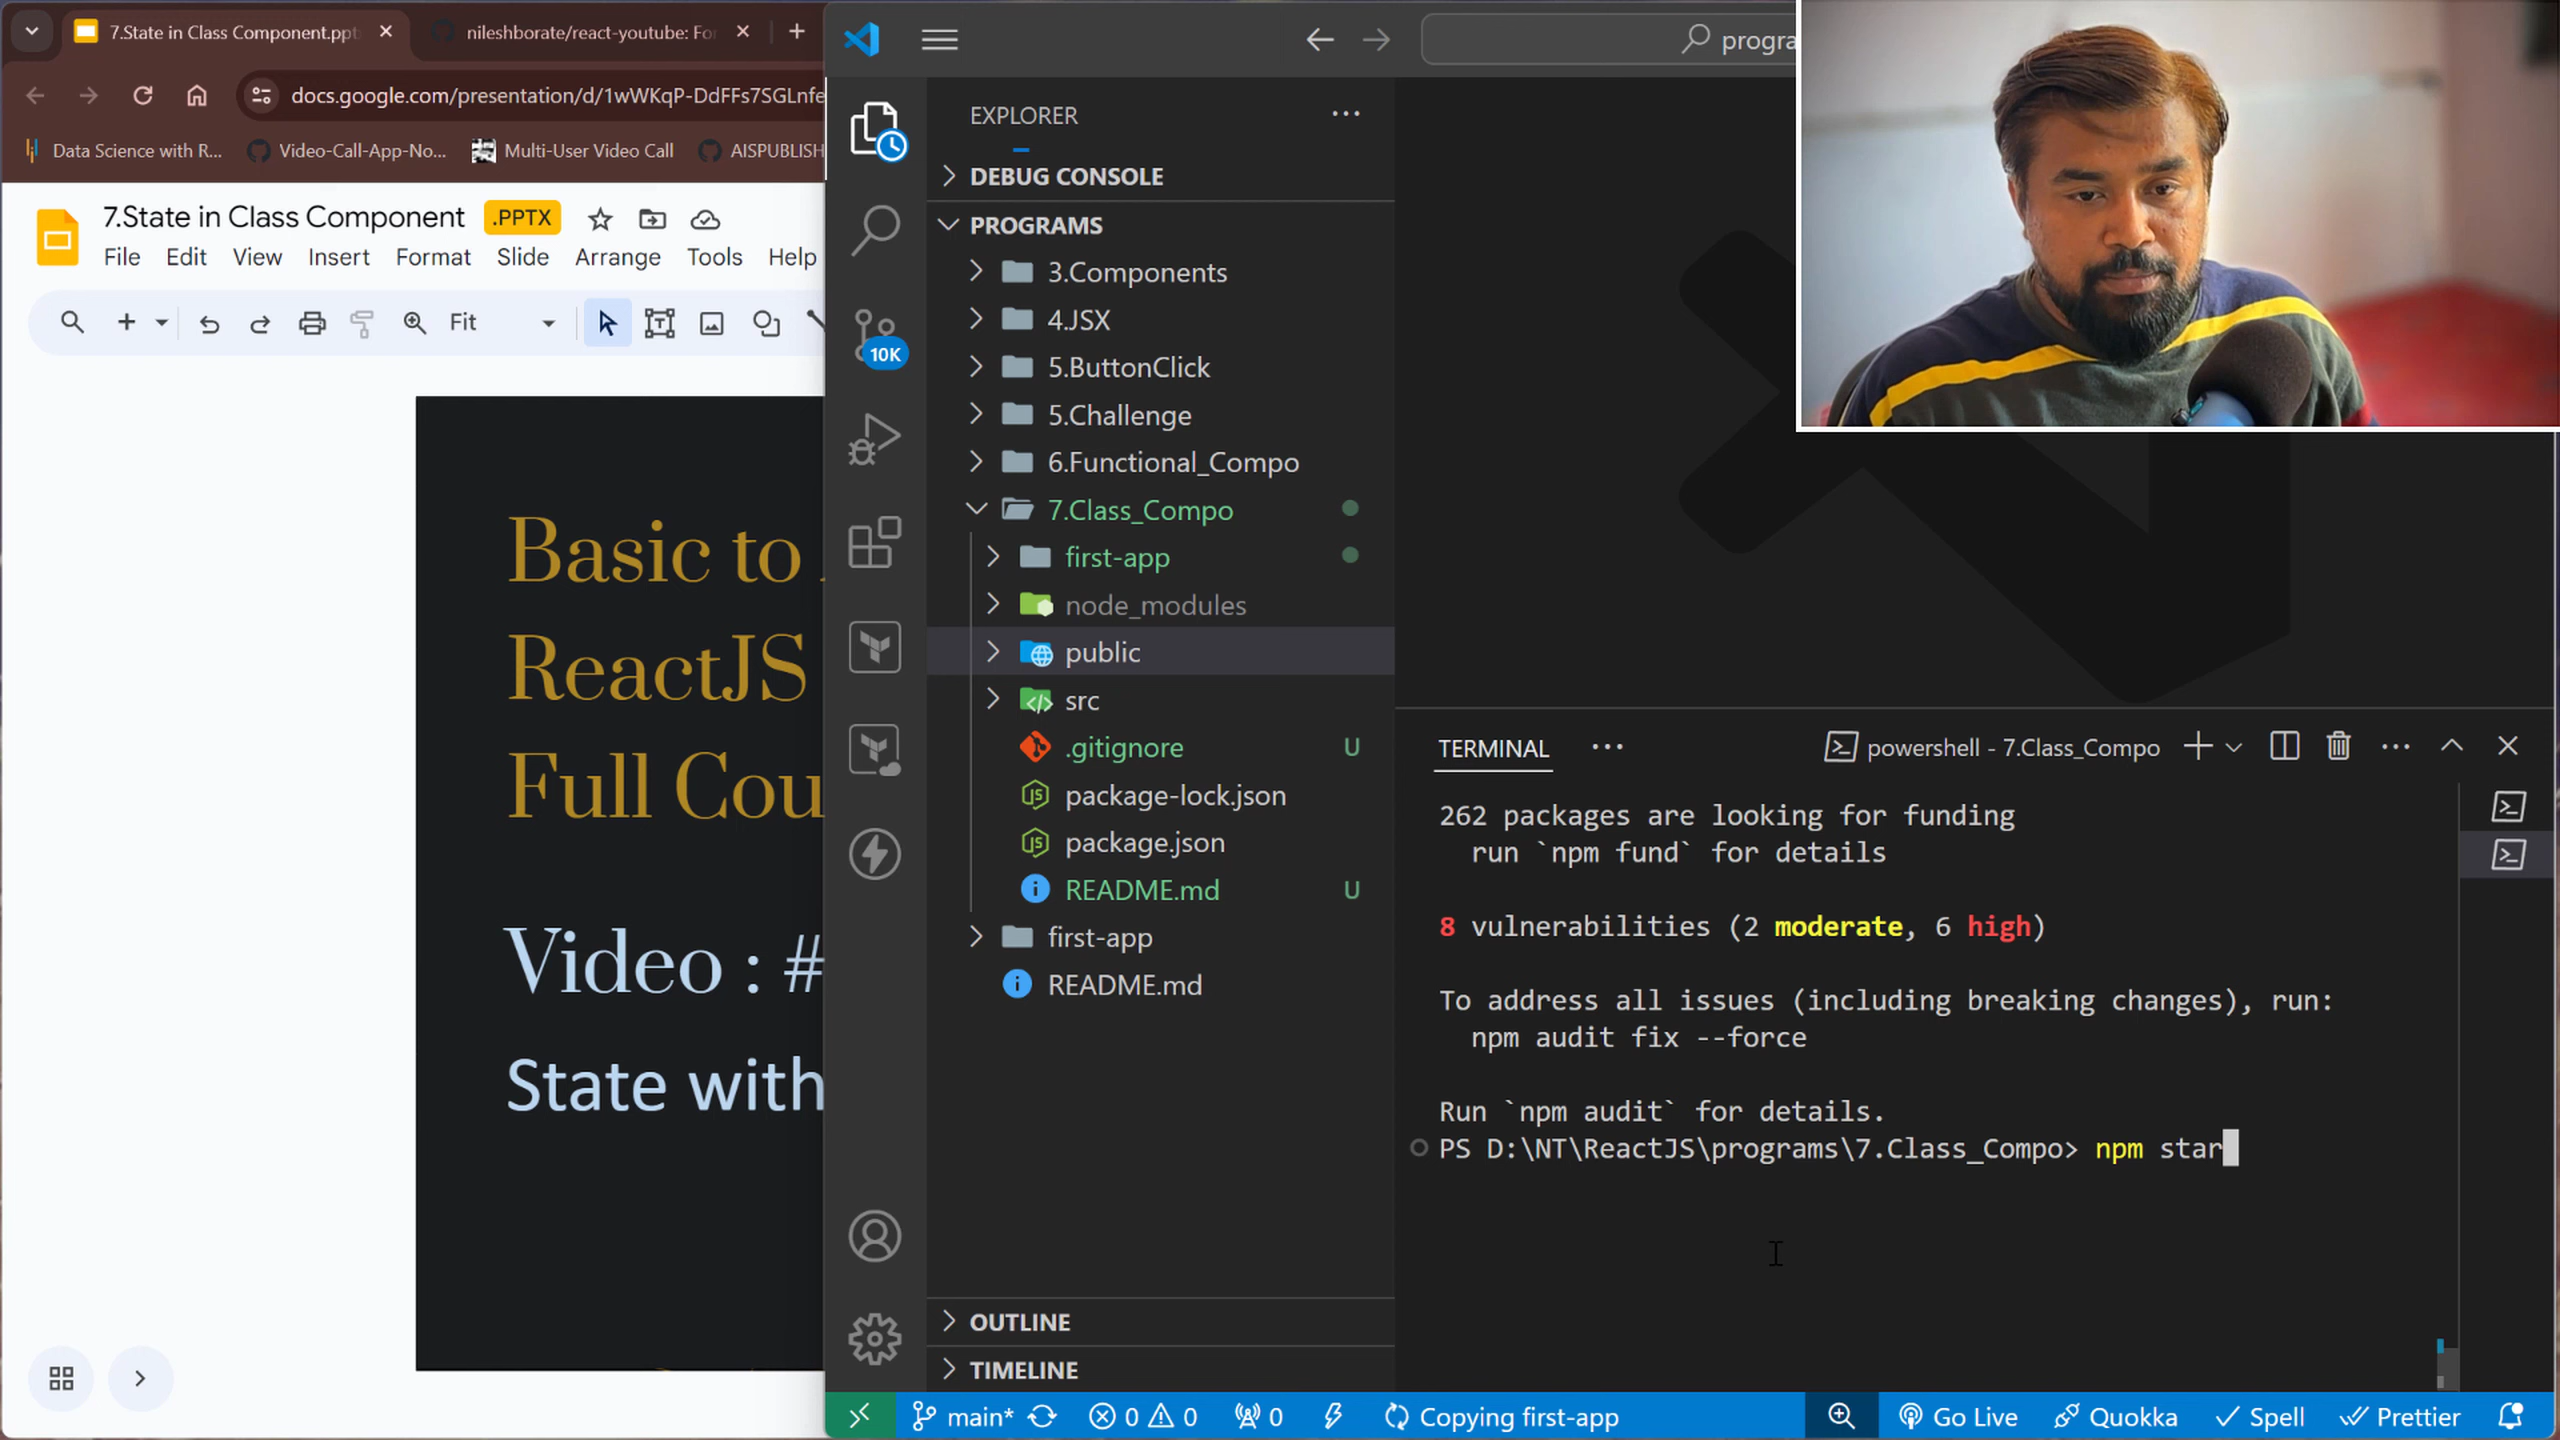 7.State in Class Component.ppt
nileshborate/react-youtube: Fo
docs.google.com/presentation/d/1wWKqP-DdFFs7SGLnfe
Data Science with R...
Video-Call-App-No...
Multi-User Video Call
AISPUBLISH
7.State in Class Component
.PPTX
File Edit View Insert Format Slide Arrange Tools Help
Fit
Basic to
ReactJS
Full Cou
Video : #
State with
progra
EXPLORER
DEBUG CONSOLE
PROGRAMS
3.Components
4.JSX
5.ButtonClick
5.Challenge
6.Functional_Compo
7.Class_Compo
first-app
node_modules
public
src
.gitignore U
package-lock.json
package.json
README.md U
first-app
README.md
OUTLINE
TIMELINE
10K
TERMINAL
powershell - 7.Class_Compo
262 packages are looking for funding
run `npm fund` for details
8 vulnerabilities (2 moderate, 6 high)
To address all issues (including breaking changes), run:
npm audit fix --force
Run `npm audit` for details.
PS D:\NT\ReactJS\programs\7.Class_Compo> npm star
main* 0 0 0 Copying first-app
Go Live Quokka Spell Prettier